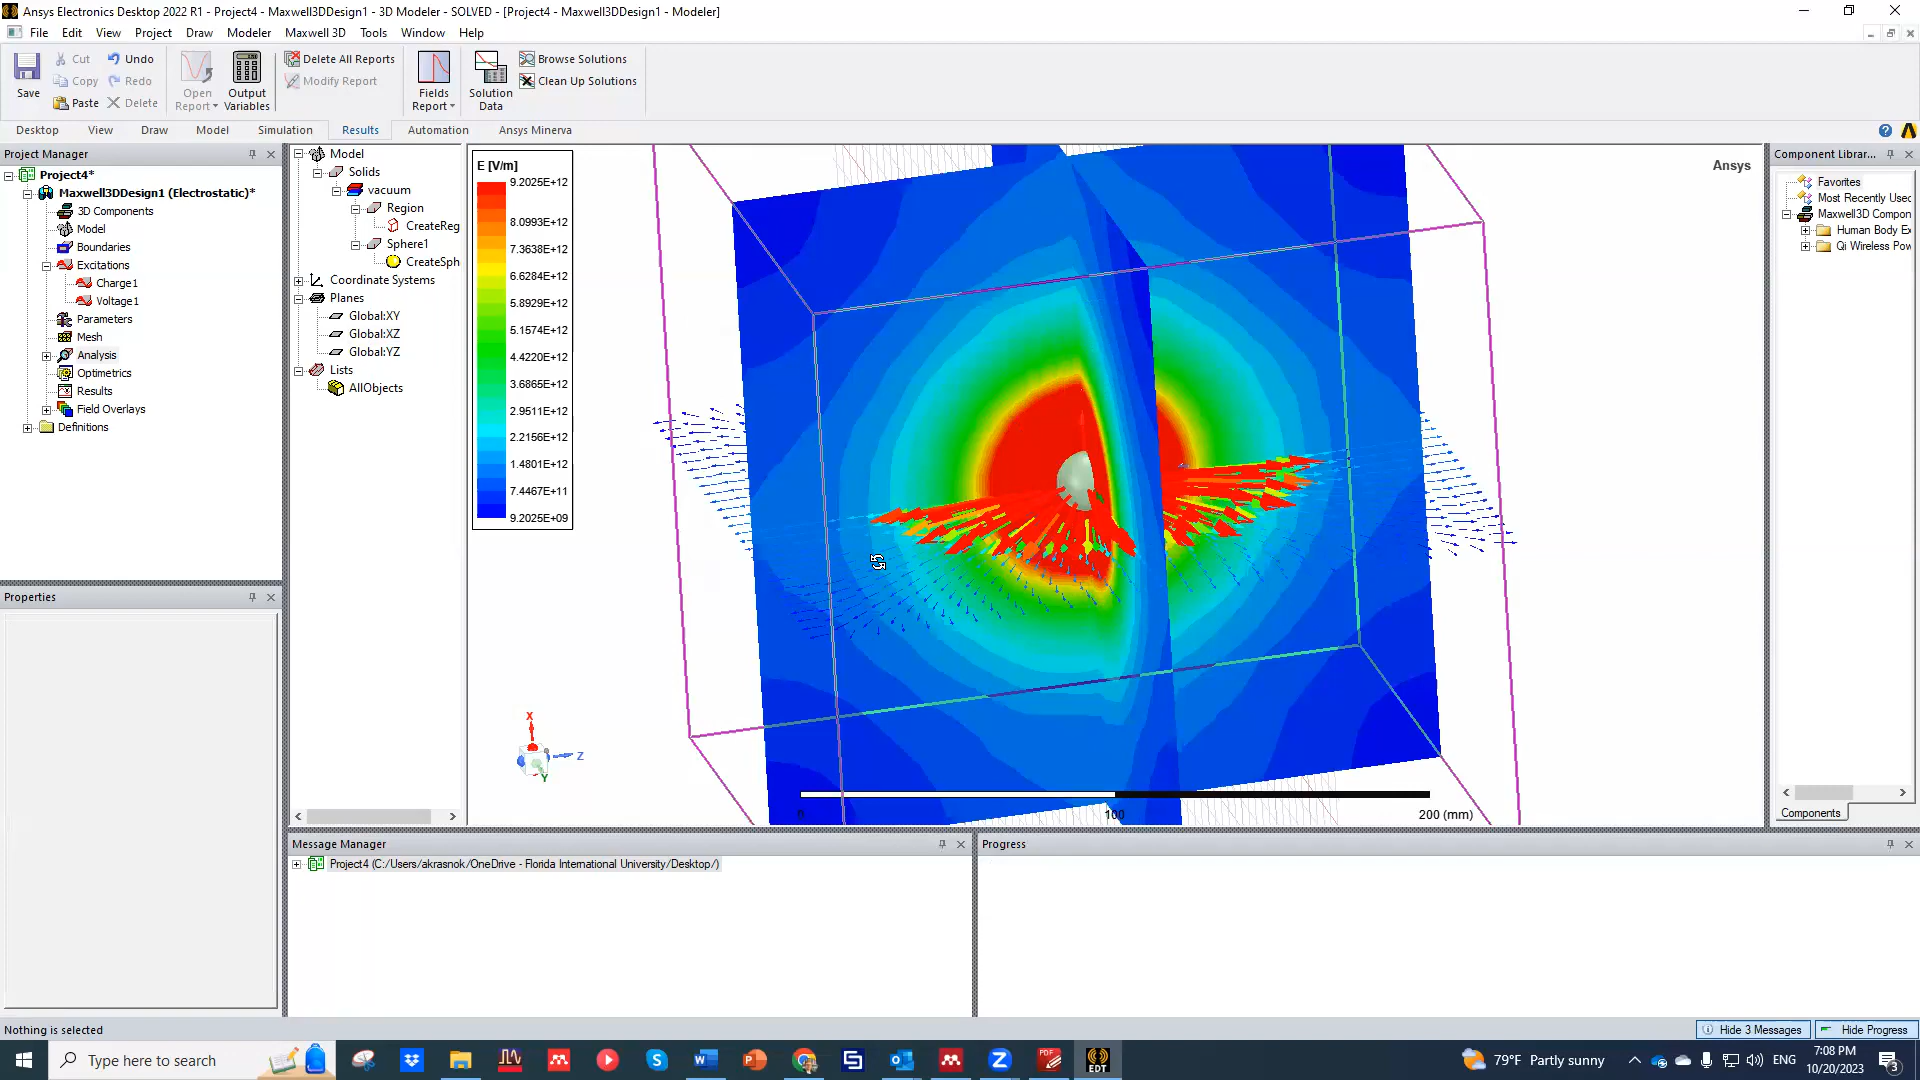 Ansys Electronics Desktop 2022 R1 - Project4 - Maxwell3DDesign1 - 3D Modeler - SOLVED - [Project4 - Maxwell3DDesign1 - Modeler]
File Edit View Project Draw Modeler Maxwell 3D Tools Window Help
Save
Cut
Copy
Paste
Undo
Redo
Delete
Open Report
Output Variables
Delete All Reports
Modify Report
Fields Report
Solution Data
Browse Solutions
Clean Up Solutions
Desktop View Draw Model Simulation Results Automation Ansys Minerva
Project Manager
Project4*
Maxwell3DDesign1 (Electrostatic)*
3D Components
Model
Boundaries
Excitations
Charge1
Voltage1
Parameters
Mesh
Analysis
Optimetrics
Results
Field Overlays
Definitions
Properties
Model
Solids
vacuum
Region
CreateReg
Sphere1
CreateSph
Coordinate Systems
Planes
Global:XY
Global:XZ
Global:YZ
Lists
AllObjects
E [V/m]
9.2025E+12
8.0993E+12
7.3638E+12
6.6284E+12
5.8929E+12
5.1574E+12
4.4220E+12
3.6865E+12
2.9511E+12
2.2156E+12
1.4801E+12
7.4467E+11
9.2025E+09
Ansys
X
Z
Y
0 100 200 (mm)
Component Librar...
Favorites
Most Recently Used
Maxwell3D Compon
Human Body Ex
Qi Wireless Pow
Components
Message Manager
Project4 (C:/Users/akrasnok/OneDrive - Florida International University/Desktop/)
Progress
Nothing is selected
Hide 3 Messages
Hide Progress
Type here to search
EDT
79°F Partly sunny
ENG
7:08 PM
10/20/2023
3